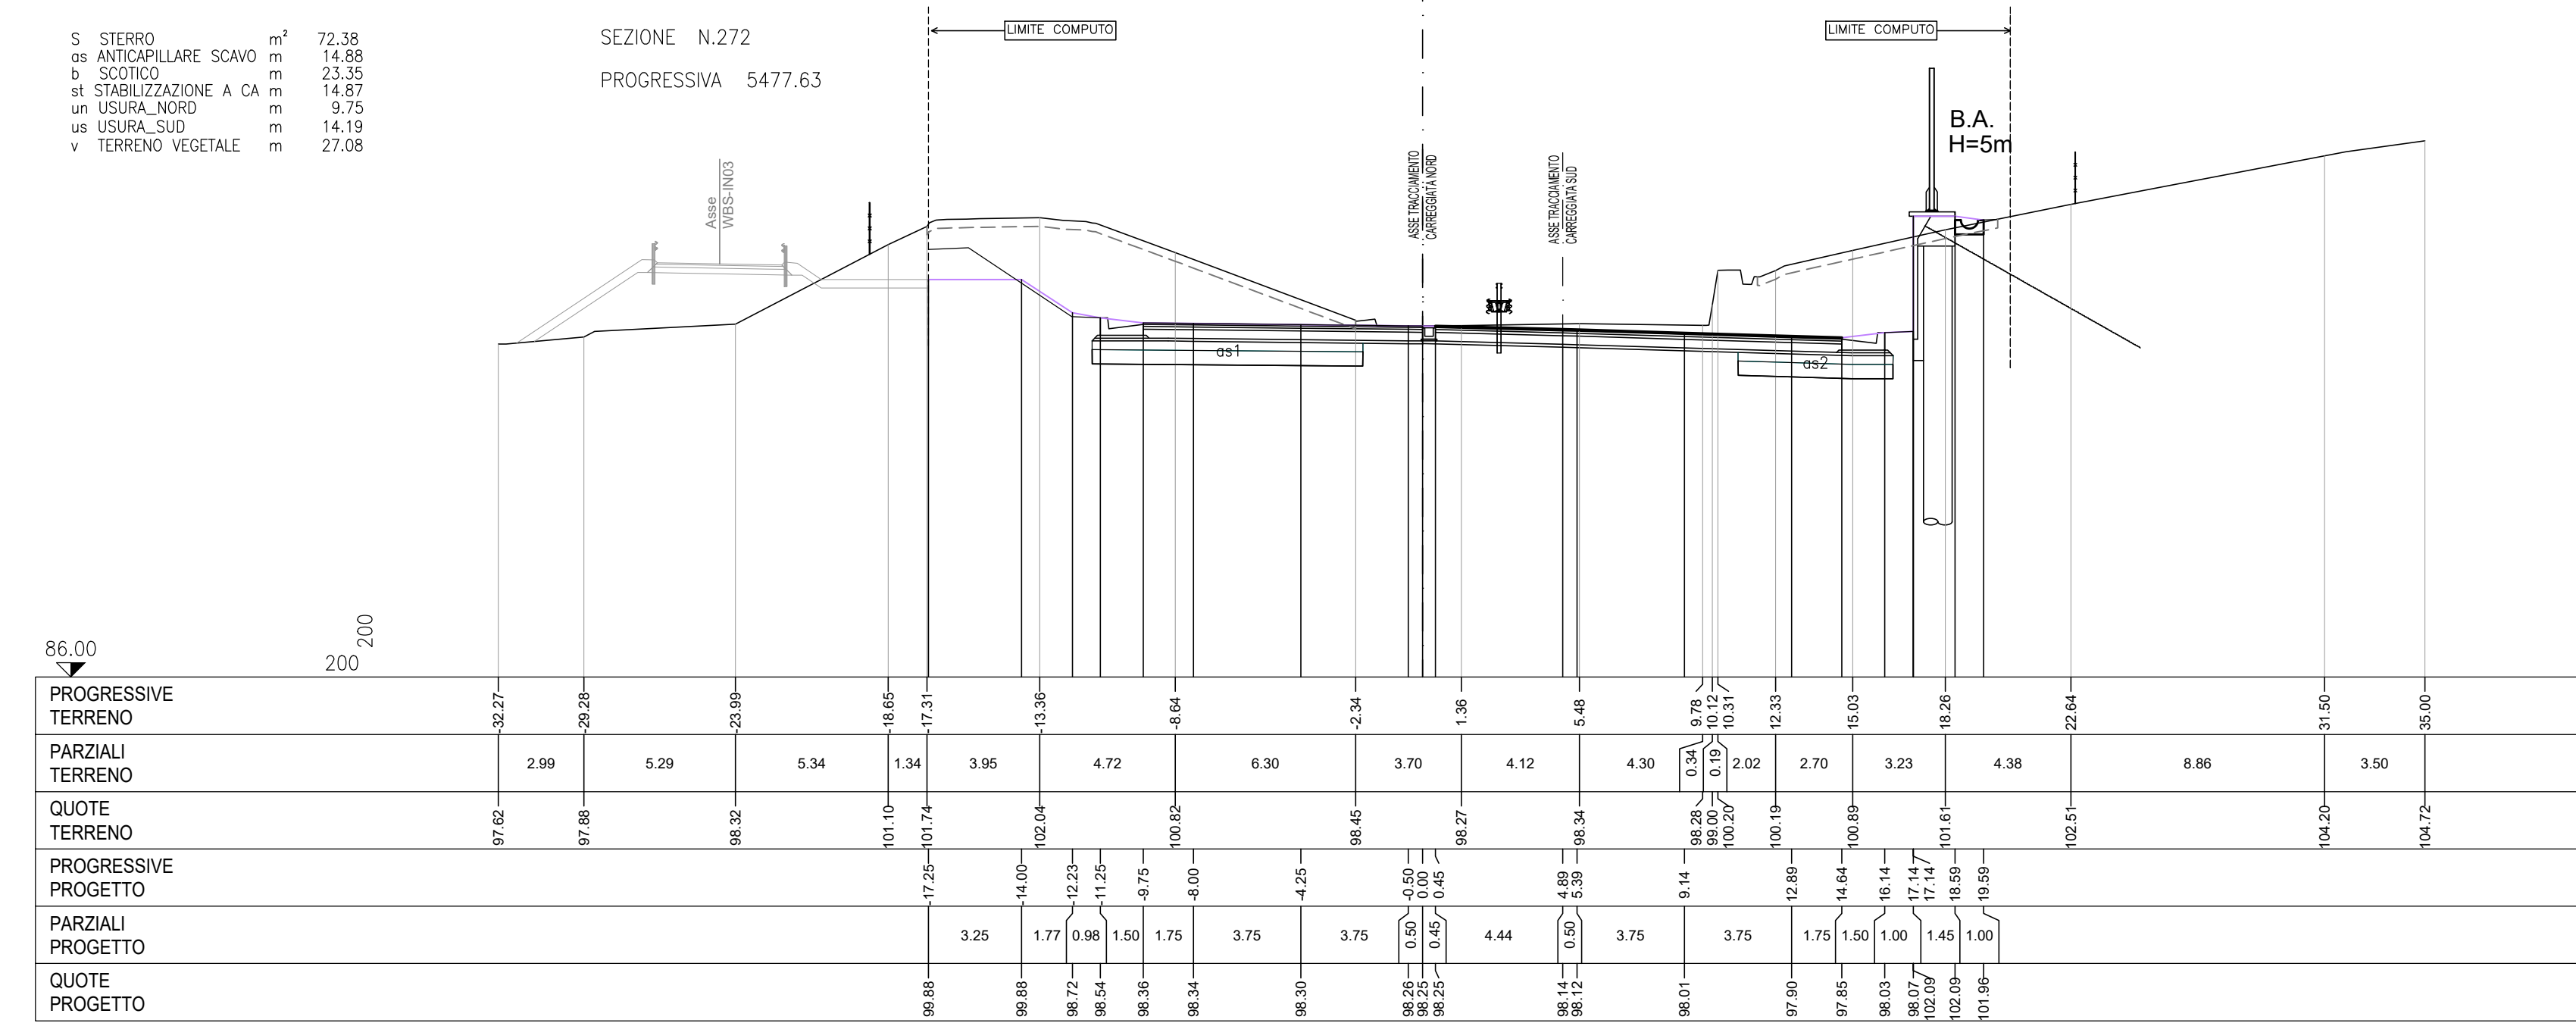 S STERRO m² 72.38
as ANTICAPILLARE SCAVO m 14.88
b SCOTICO m 23.35
st STABILIZZAZIONE A CA m 14.87
un USURA_NORD m 9.75
us USURA_SUD m 14.19
v TERRENO VEGETALE m 27.08
SEZIONE N.272
PROGRESSIVA 5477.63
LIMITE COMPUTO
LIMITE COMPUTO
B.A.
H=5m
Asse
WBS-IN03
ASSE TRACCIAMENTO
CARREGGIATA NORD
ASSE TRACCIAMENTO
CARREGGIATA SUD
as1
as2
86.00
200
200
PROGRESSIVE
TERRENO
-32.27 -29.28 -23.99 -18.65 -17.31 -13.36 -8.64 -2.34 1.36 5.48 9.78 10.12 10.31 12.33 15.03 18.26 22.64 31.50 35.00
PARZIALI
TERRENO
2.99 5.29 5.34 1.34 3.95 4.72 6.30 3.70 4.12 4.30 0.34 0.19 2.02 2.70 3.23 4.38 8.86 3.50
QUOTE
TERRENO
97.62 97.88 98.32 101.10 101.74 102.04 100.82 98.45 98.27 98.34 98.28 99.00 100.20 100.19 100.89 101.61 102.51 104.20 104.72
PROGRESSIVE
PROGETTO
-17.25 -14.00 -12.23 -11.25 -9.75 -8.00 -4.25 -0.50 0.00 0.45 4.89 5.39 9.14 12.89 14.64 16.14 17.14 17.14 18.59 19.59
PARZIALI
PROGETTO
3.25 1.77 0.98 1.50 1.75 3.75 3.75 0.50 0.45 4.44 0.50 3.75 3.75 1.75 1.50 1.00 1.45 1.00
QUOTE
PROGETTO
99.88 99.88 98.72 98.54 98.36 98.34 98.30 98.26 98.25 98.25 98.14 98.12 98.01 97.90 97.85 98.03 98.07 102.09 102.09 101.96